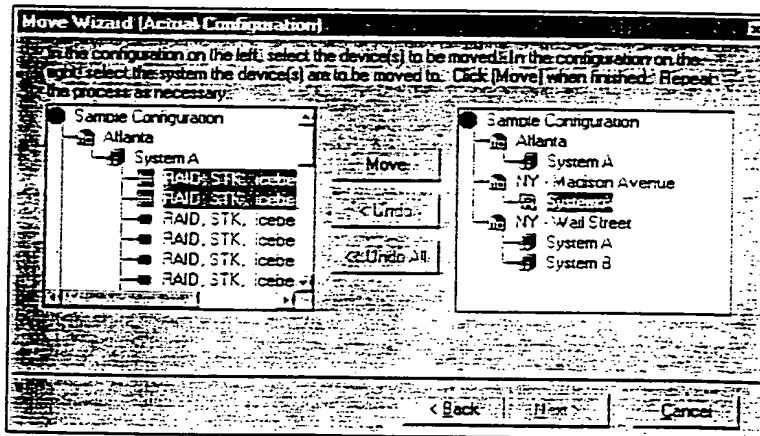 Move Wizard (Actual Configuration)
In the configuration on the left, select the device(s) to be moved. In the configuration on the
right, select the system the device(s) are to be moved to. Click [Move] when finished. Repeat
the process as necessary.
Sample Configuration
Atlanta
System A
RAID, STK, Icebe
RAID, STK, Icebe
RAID, STK, Icebe
RAID, STK, Icebe
RAID, STK, Icebe
RAID, STK, Icebe
Move
< Undo
<< Undo All
Sample Configuration
Atlanta
System A
NY - Madison Avenue
System
NY - Wall Street
System A
System B
< Back
Next >
Cancel